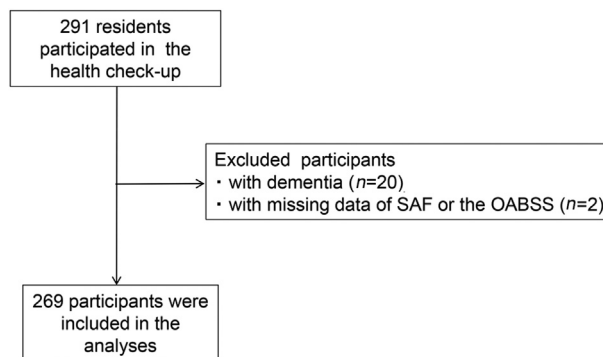 291 residents
participated in the
health check-up
Excluded participants
・with dementia (n=20)
・with missing data of SAF or the OABSS (n=2)
269 participants were
included in the
analyses